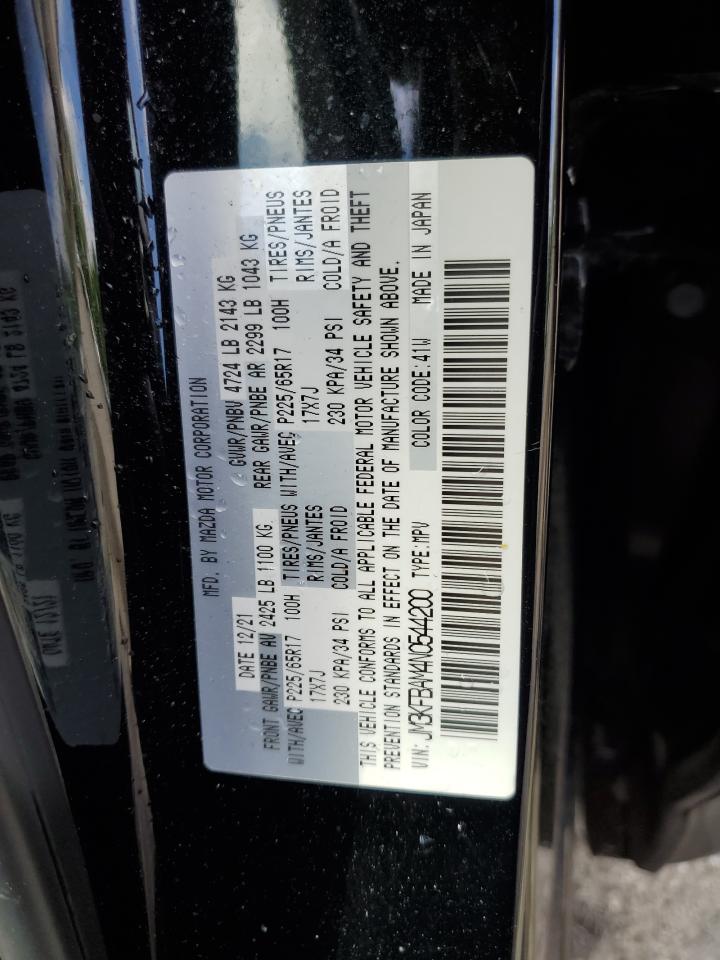 MFD. BY MAZDA MOTOR CORPORATION
DATE 12/21 GVWR/PNBV 4724 LB 2143 KG
FRONT GAWR/PNBE AV 2425 LB 1100 KG REAR GAWR/PNBE AR 2299 LB 1043 KG
WITH/AVEC P225/65R17 100H TIRES/PNEUS WITH/AVEC P225/65R17 100H TIRES/PNEUS
17X7J RIMS/JANTES 17X7J RIMS/JANTES
230 KPA/34 PSI COLD/A FROID 230 KPA/34 PSI COLD/A FROID
THIS VEHICLE CONFORMS TO ALL APPLICABLE FEDERAL MOTOR VEHICLE SAFETY AND THEFT
PREVENTION STANDARDS IN EFFECT ON THE DATE OF MANUFACTURE SHOWN ABOVE.
VIN: JM3KFBAM4N0544200 TYPE:MPV COLOR CODE:41W MADE IN JAPAN